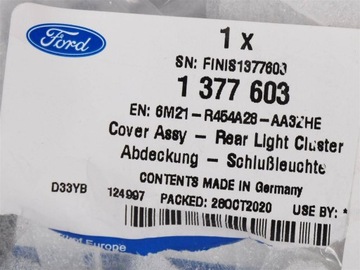 Ford
1 x
SN: FINIS1377603
1 377 603
EN: 6M21-R454A28-AA3ZHE
Cover Assy - Rear Light Cluster
Abdeckung - Schlußleuchte
CONTENTS MADE IN Germany
D33YB 124997 PACKED: 26OCT2020 USE BY: *
Europe